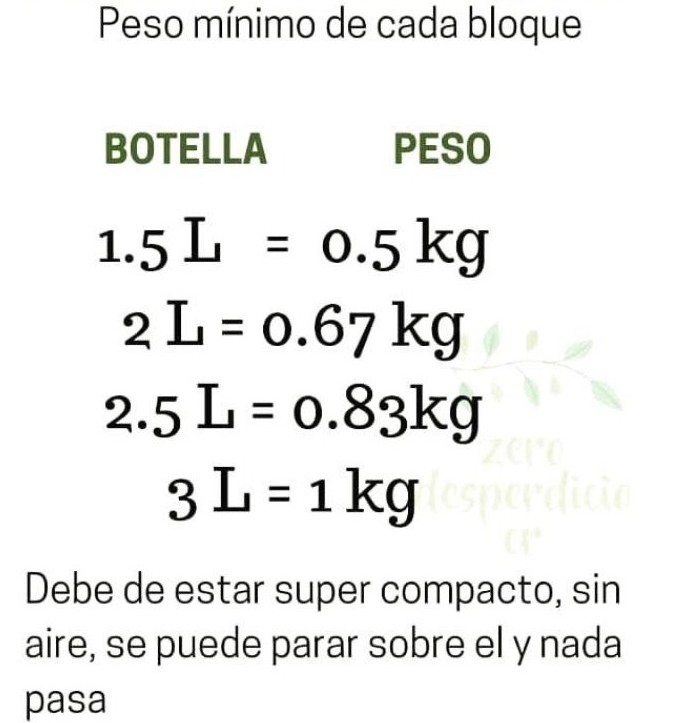 Peso mínimo de cada bloque
BOTELLA PESO
1.5 L = 0.5 kg
2 L = 0.67 kg
2.5 L = 0.83kg
3 L = 1 kg
zero
desperdicio
cr
Debe de estar super compacto, sin
aire, se puede parar sobre el y nada
pasa